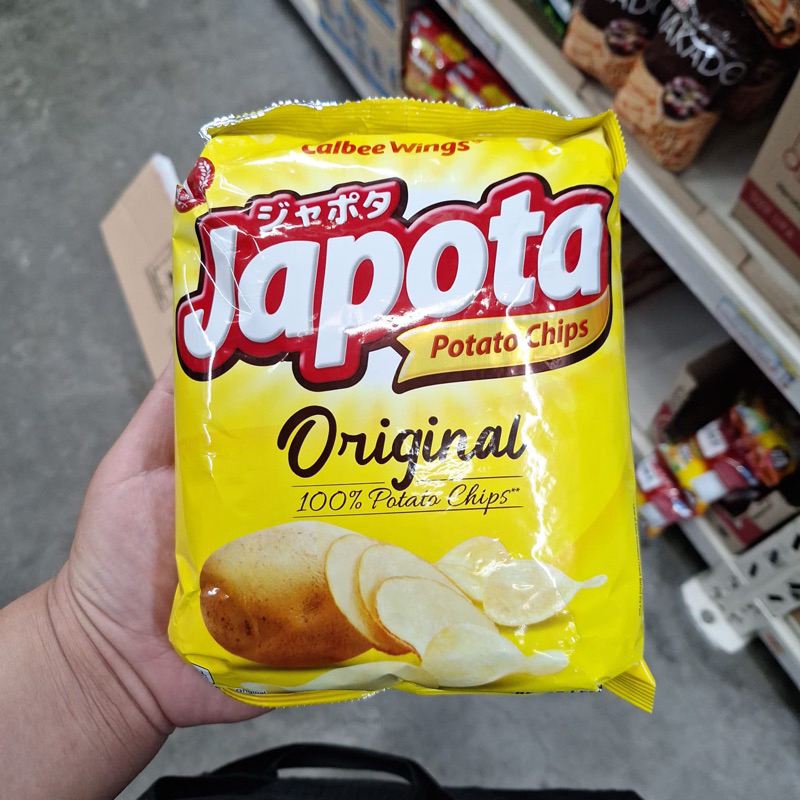 Calbee Wings®
ジャポタ
Japota
Potato Chips
Original
100% Potato Chips**